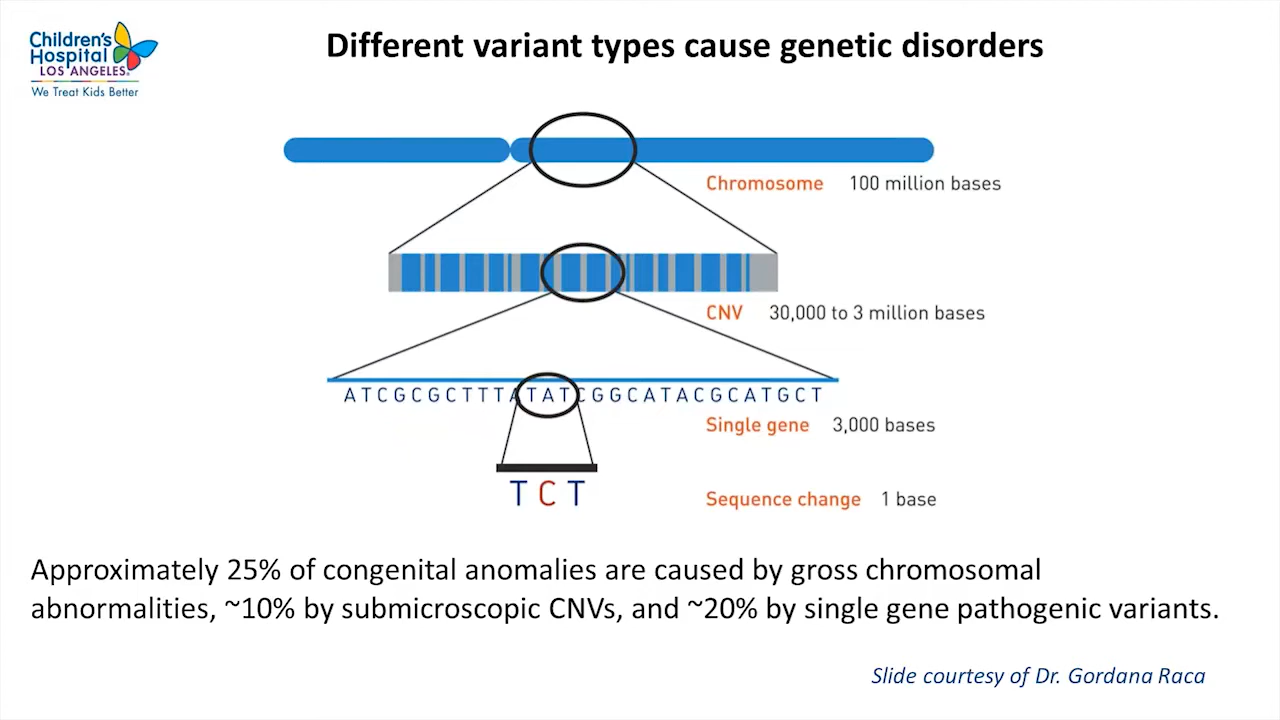 Children's
Hospital
LOS ANGELES®
We Treat Kids Better
Different variant types cause genetic disorders
Chromosome 100 million bases
CNV 30,000 to 3 million bases
ATCGCGCTTTATATCGGCATACGCATGCT
Single gene 3,000 bases
TCT
Sequence change 1 base
Approximately 25% of congenital anomalies are caused by gross chromosomal
abnormalities, ~10% by submicroscopic CNVs, and ~20% by single gene pathogenic variants.
Slide courtesy of Dr. Gordana Raca